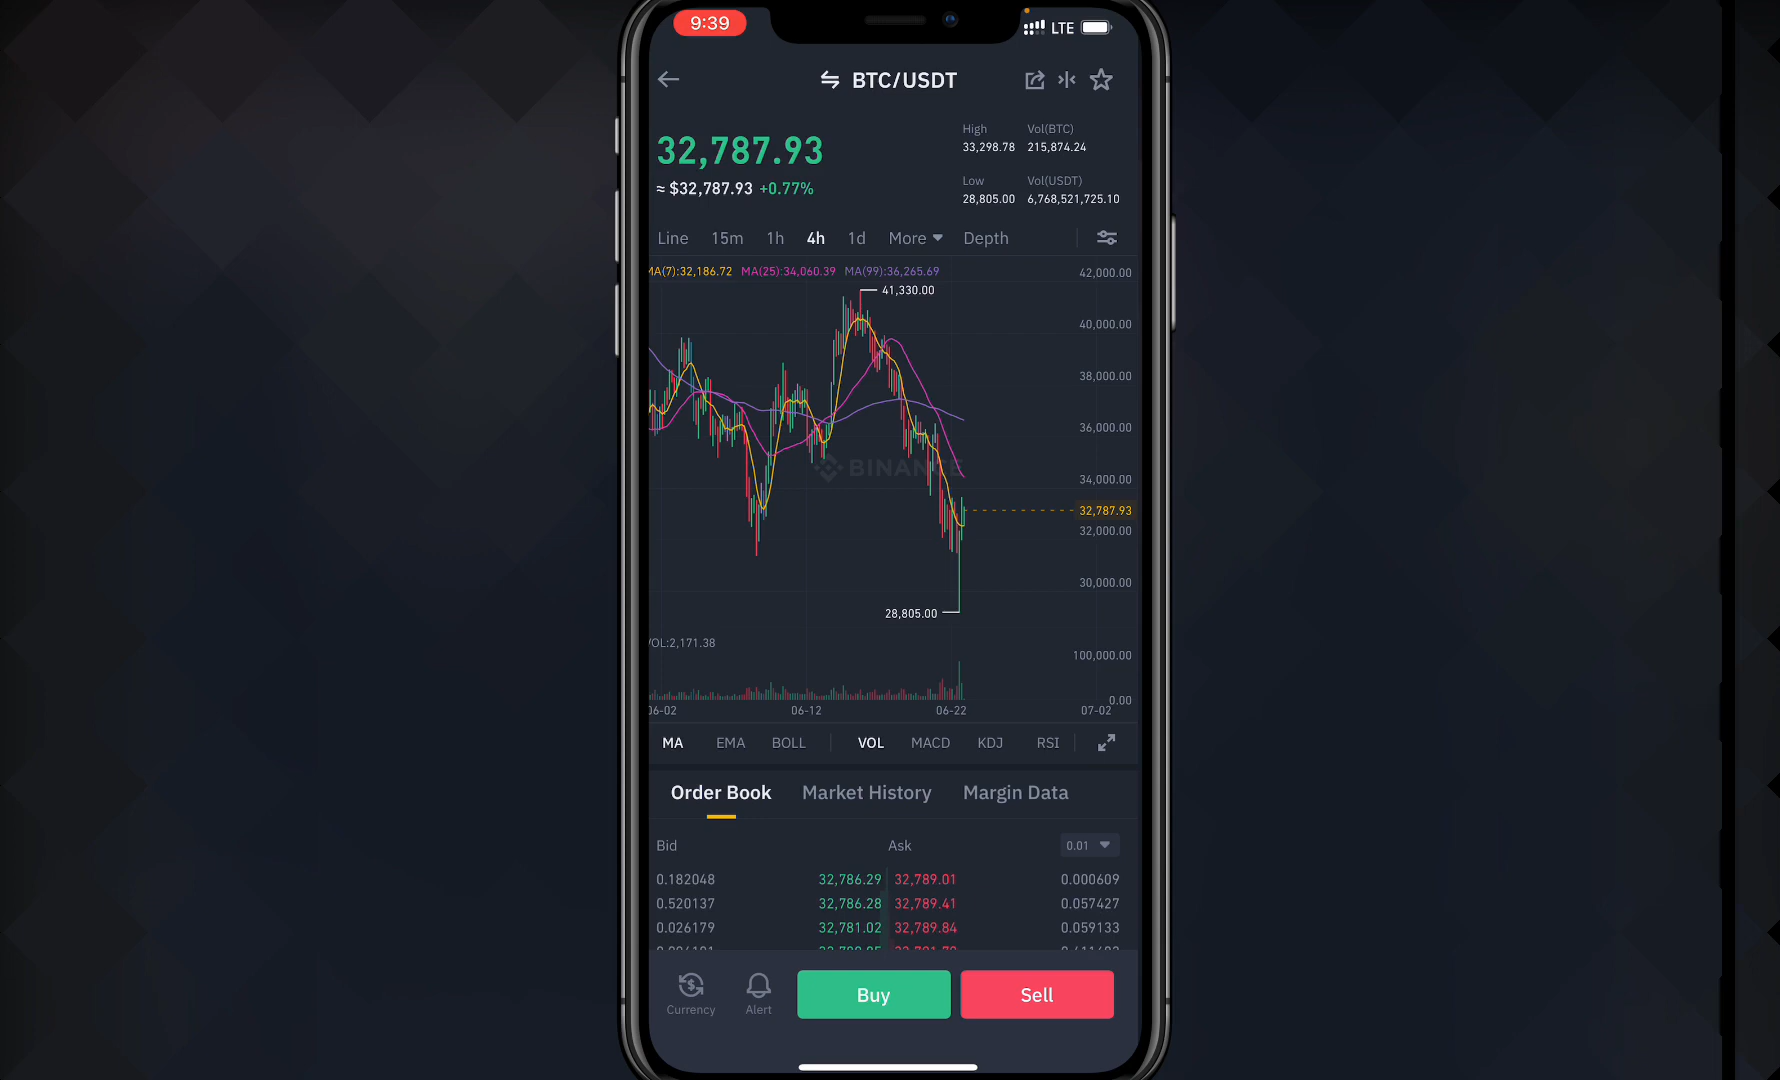 9:39
LTE
BTC/USDT
32,787.93
≈ $32,787.93 +0.77%
High
33,298.78
Vol(BTC)
215,874.24
Low
28,805.00
Vol(USDT)
6,768,521,725.10
Line 15m 1h 4h 1d More Depth
MA(7):32,186.72 MA(25):34,060.39 MA(99):36,265.69
42,000.00
41,330.00
40,000.00
38,000.00
36,000.00
BINANCE
34,000.00
32,787.93
32,000.00
30,000.00
28,805.00
VOL:2,171.38
100,000.00
0.00
06-02 06-12 06-22 07-02
MA EMA BOLL VOL MACD KDJ RSI
Order Book Market History Margin Data
Bid Ask 0.01
0.182048 32,786.29 32,789.01 0.000609
0.520137 32,786.28 32,789.41 0.057427
0.026179 32,781.02 32,789.84 0.059133
Currency Alert Buy Sell